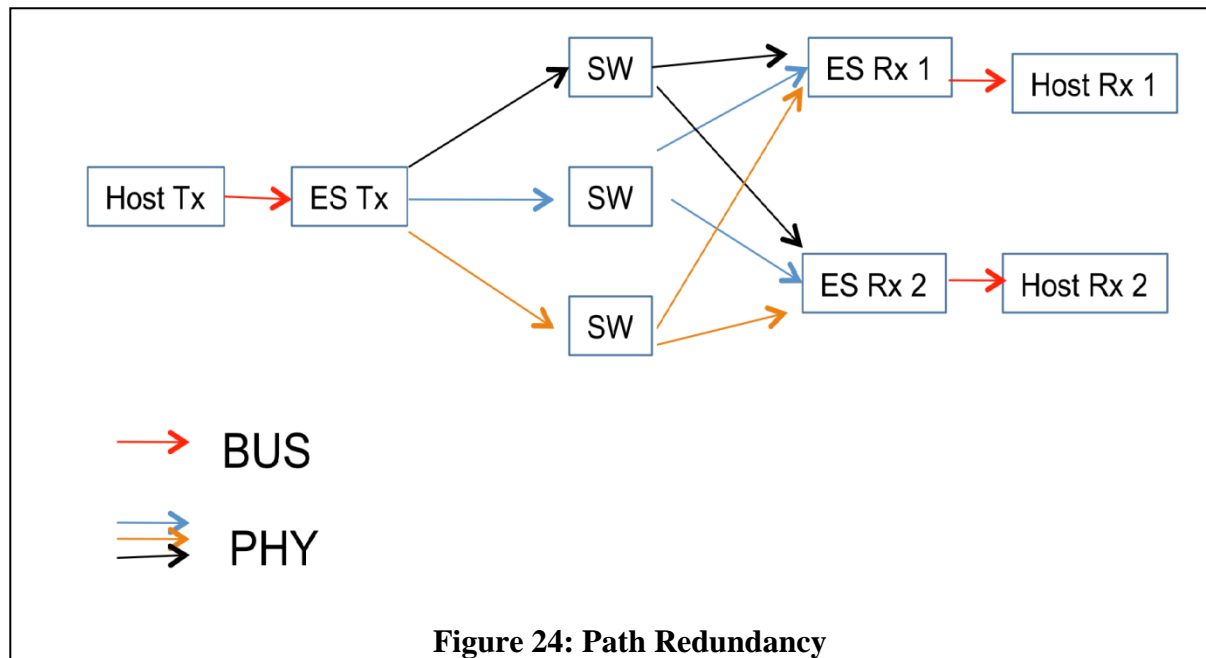 SW
ES Rx 1
Host Rx 1
Host Tx
ES Tx
SW
SW
ES Rx 2
Host Rx 2
BUS
PHY
Figure 24: Path Redundancy